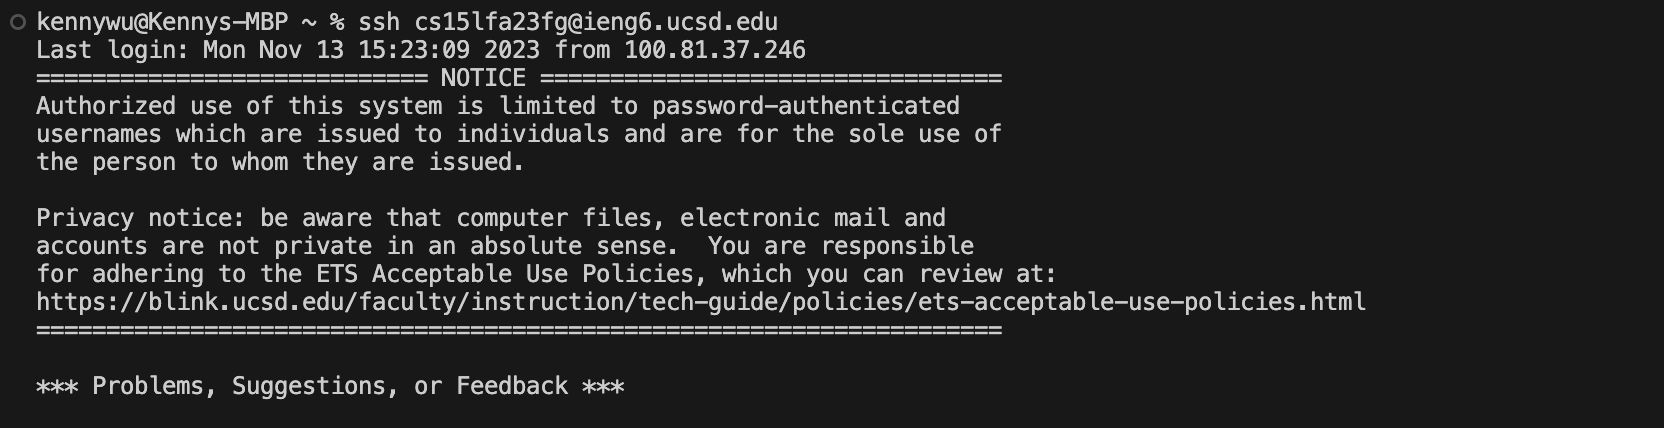 kennywu@Kennys-MBP ~ % ssh cs15lfa23fg@ieng6.ucsd.edu
Last login: Mon Nov 13 15:23:09 2023 from 100.81.37.246
============================ NOTICE =================================
Authorized use of this system is limited to password-authenticated
usernames which are issued to individuals and are for the sole use of
the person to whom they are issued.

Privacy notice: be aware that computer files, electronic mail and
accounts are not private in an absolute sense.  You are responsible
for adhering to the ETS Acceptable Use Policies, which you can review at:
https://blink.ucsd.edu/faculty/instruction/tech-guide/policies/ets-acceptable-use-policies.html
=====================================================================

*** Problems, Suggestions, or Feedback ***